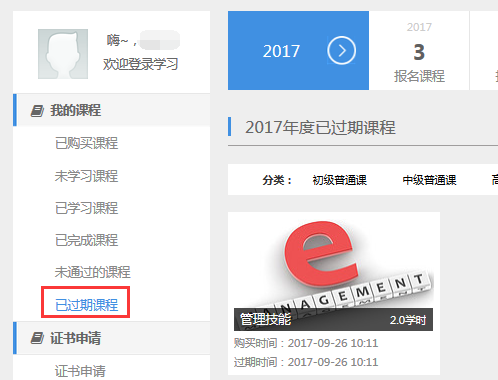 嗨~，
欢迎登录学习
我的课程
已购买课程
未学习课程
已学习课程
已完成课程
未通过的课程
已过期课程
证书申请
证书申请
2017
2017
3
报名课程
2017年度已过期课程
分类： 初级普通课 中级普通课
e
MANAGEMENT
管理技能 2.0学时
购买时间：2017-09-26 10:11
过期时间：2017-09-26 10:11